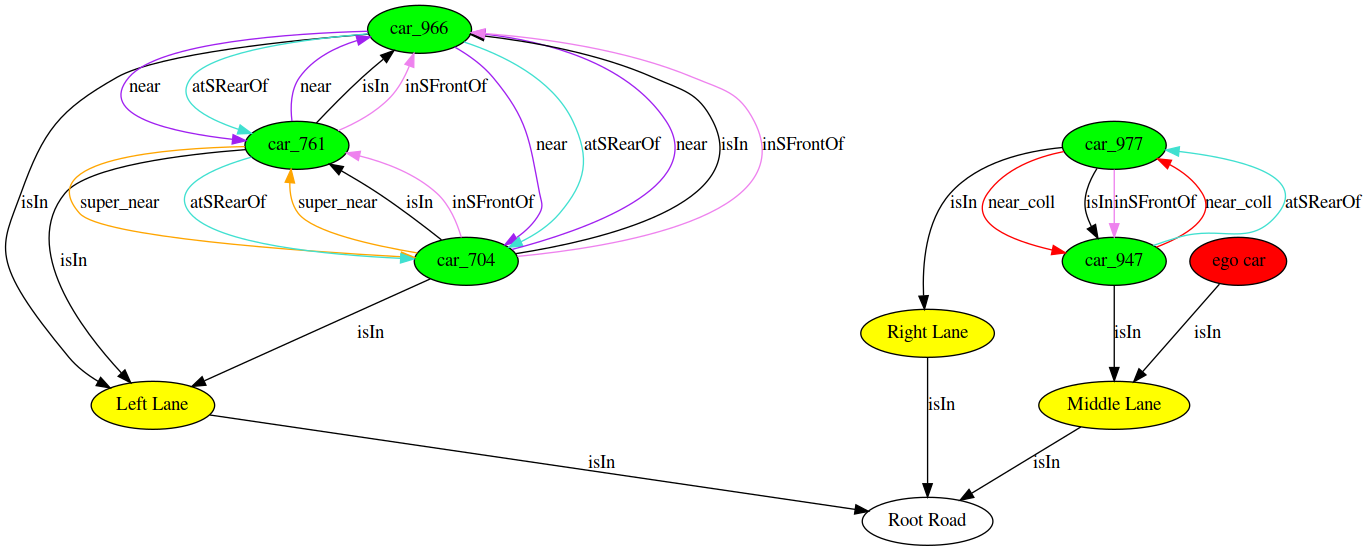 car_966
near
atSRearOf
near
isIn
inSFrontOf
car_761
near
atSRearOf
near
isIn
inSFrontOf
car_977
isIn
super_near
atSRearOf
super_near
isIn
inSFrontOf
isIn
near_coll
isIn
inSFrontOf
near_coll
atSRearOf
isIn
car_704
car_947
ego car
isIn
Right Lane
isIn
isIn
Left Lane
isIn
Middle Lane
isIn
isIn
Root Road